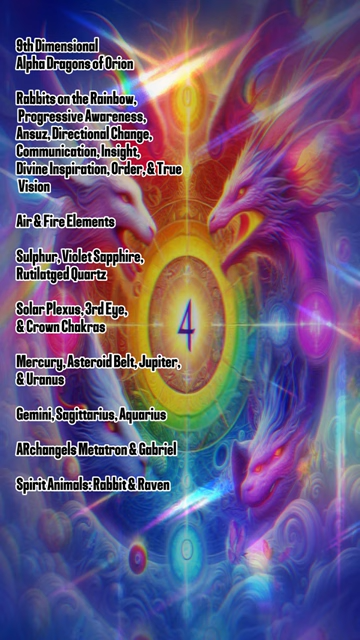 9th Dimensional
Alpha Dragons of Orion
Rabbits on the Rainbow,
Progressive Awareness,
Ansuz, Directional Change,
Communication, Insight,
Divine Inspiration, Order, & True
Vision
Air & Fire Elements
Sulphur, Violet Sapphire,
Rutilatged Quartz
Solar Plexus, 3rd Eye,
& Crown Chakras
4
Mercury, Asteroid Belt, Jupiter,
& Uranus
Gemini, Sagittarius, Aquarius
ARchangels Metatron & Gabriel
Spirit Animals: Rabbit & Raven